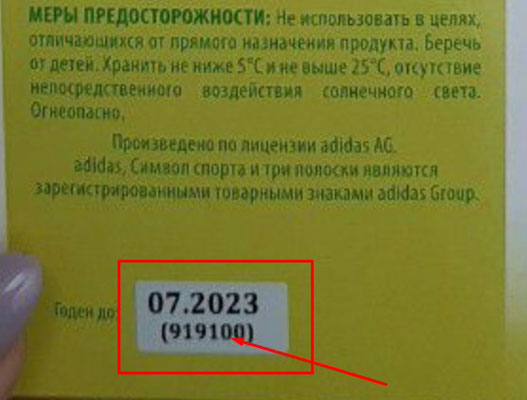 МЕРЫ ПРЕДОСТОРОЖНОСТИ: Не использовать в целях,
отличающихся от прямого назначения продукта. Беречь
от детей. Хранить не ниже 5°С и не выше 25°С, отсутствие
непосредственного воздействия солнечного света.
Огнеопасно.
Произведено по лицензии adidas AG.
adidas, Символ спорта и три полоски являются
зарегистрированными товарными знаками adidas Group.
Годен до:
07.2023
(919100)